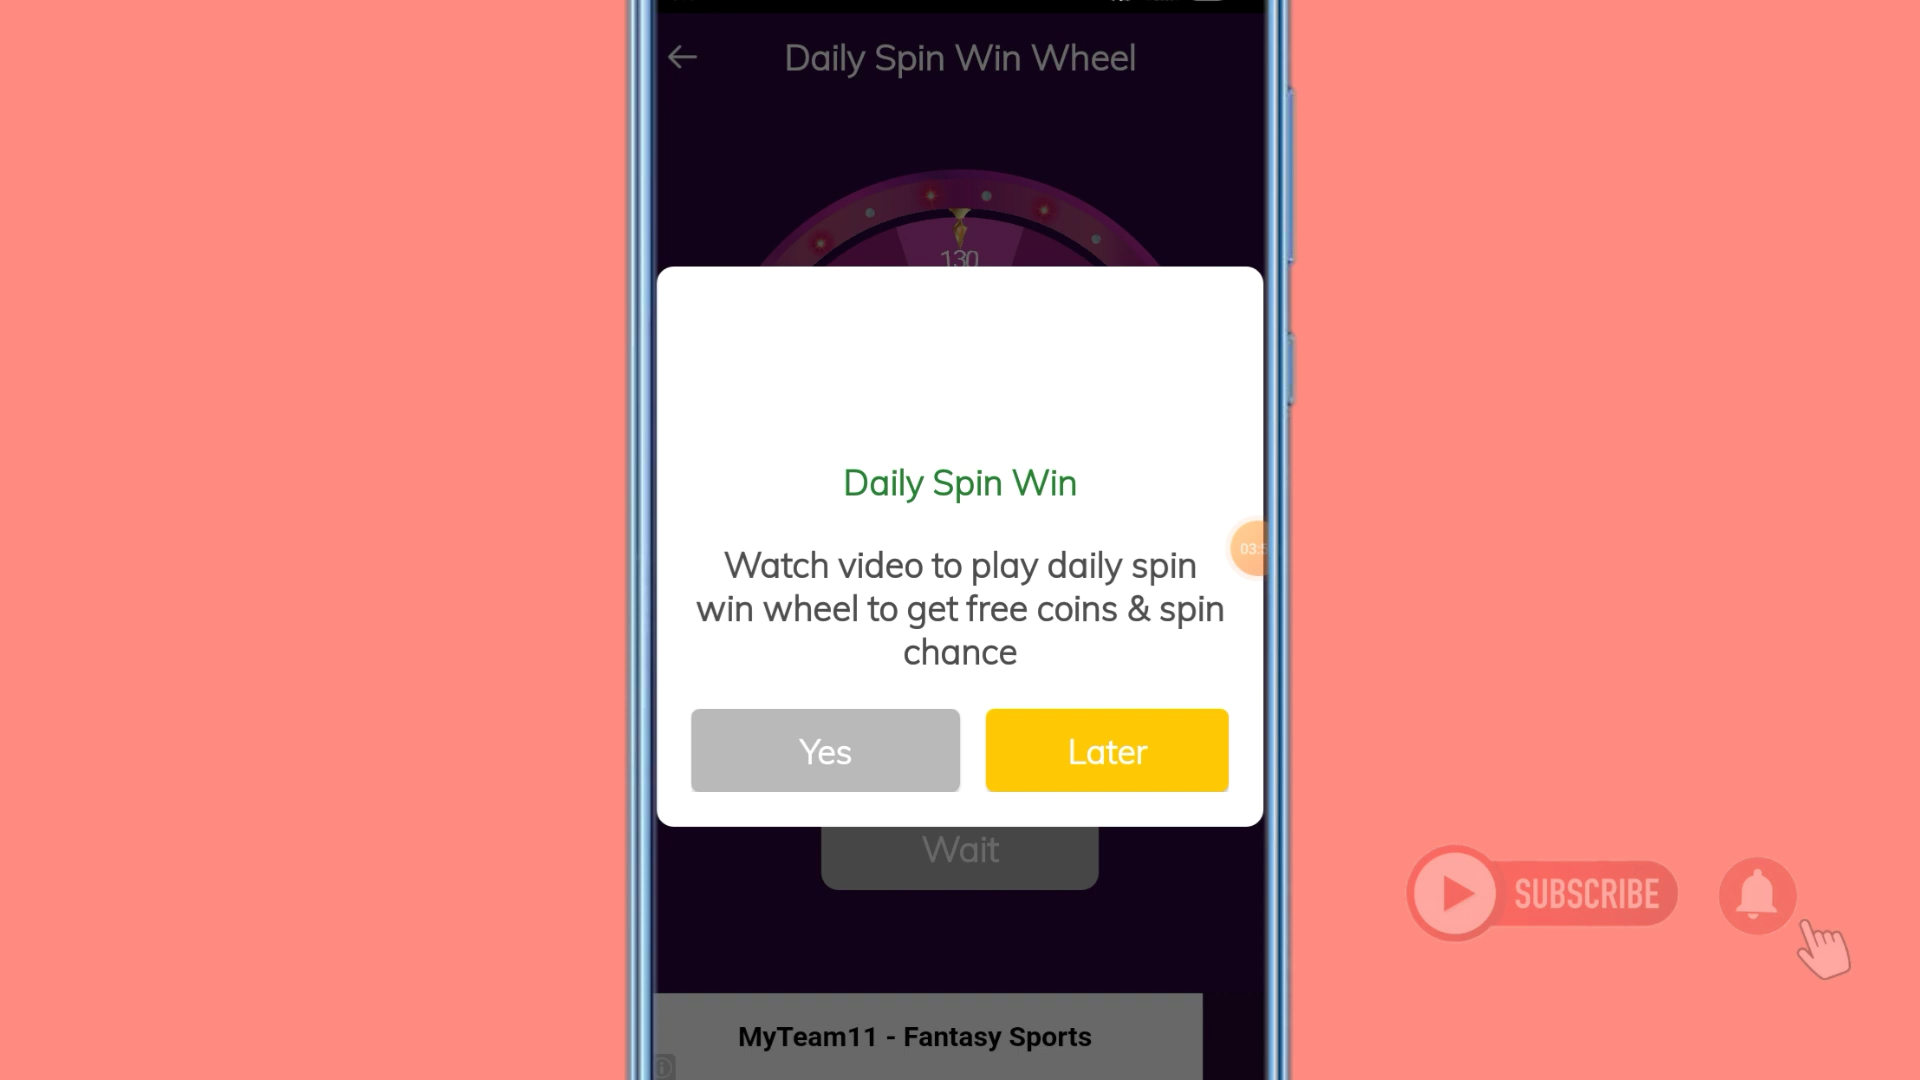 Daily Spin Win Wheel
130
Daily Spin Win
Watch video to play daily spin
win wheel to get free coins & spin
chance
Yes
Later
Wait
SUBSCRIBE
MyTeam11 - Fantasy Sports